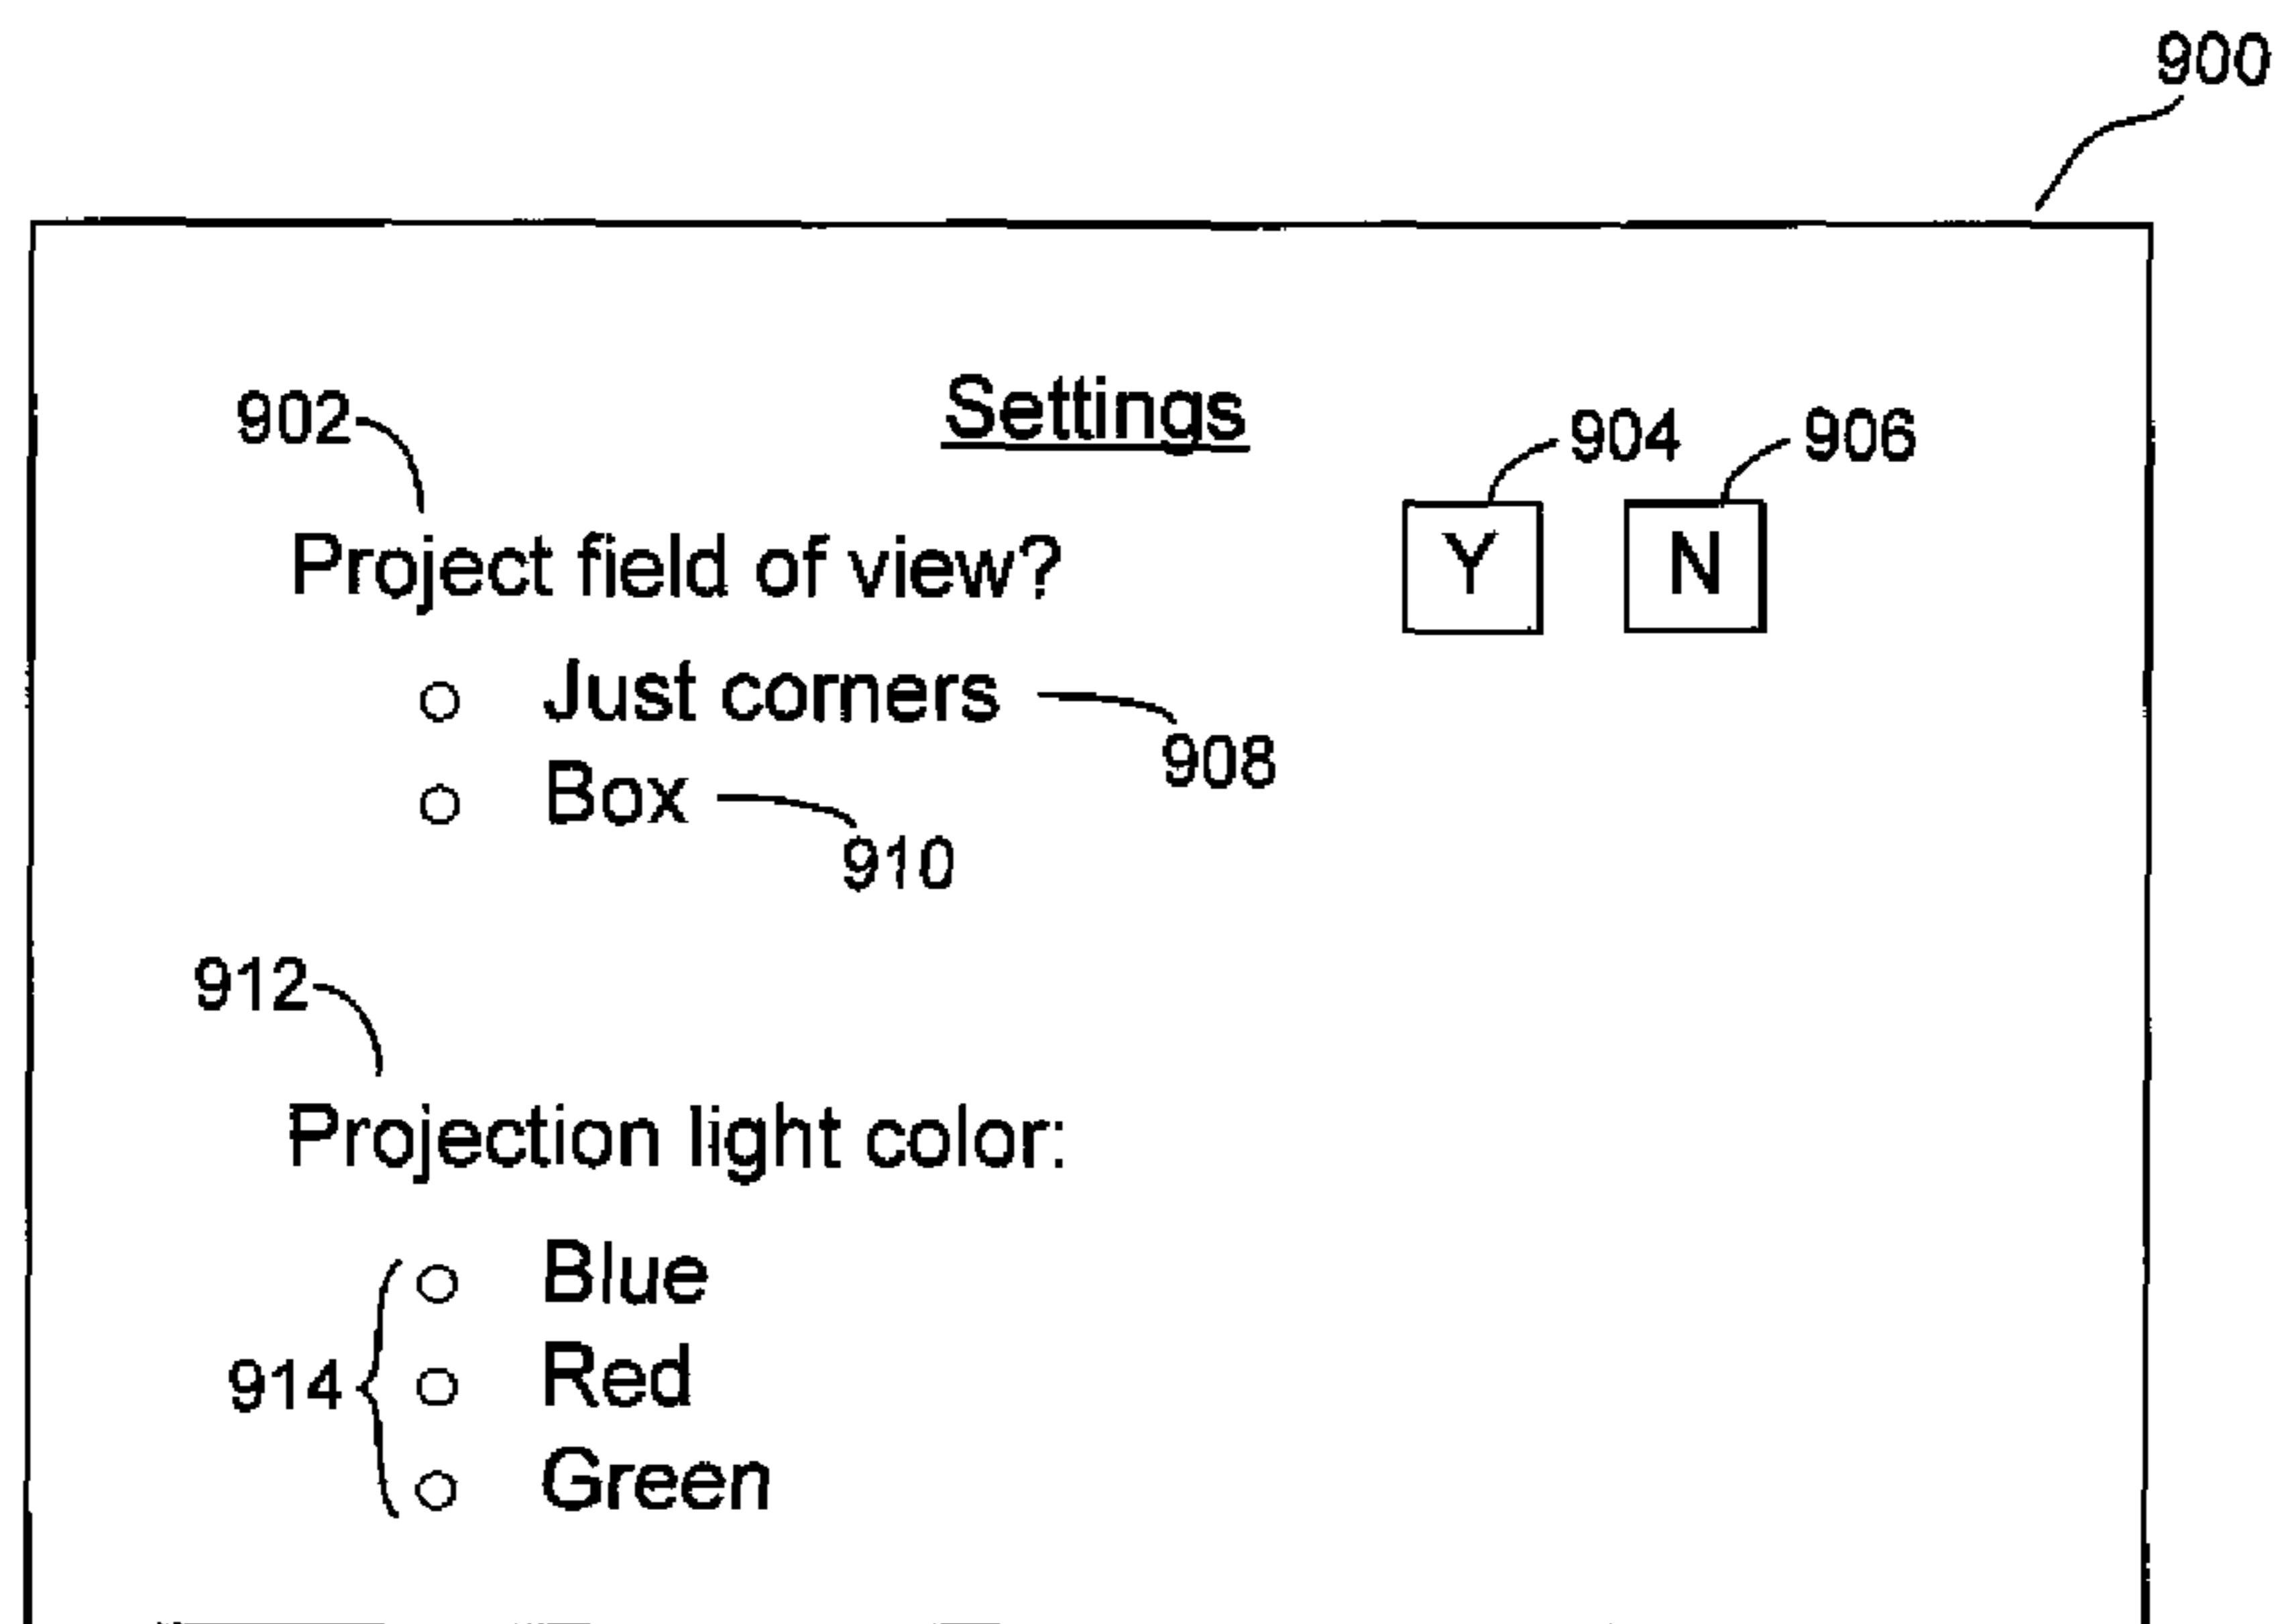 900
Settings
902
904 906
Project field of view? Y N
Just corners
908
Box
910
912
Projection light color:
Blue
914 Red
Green